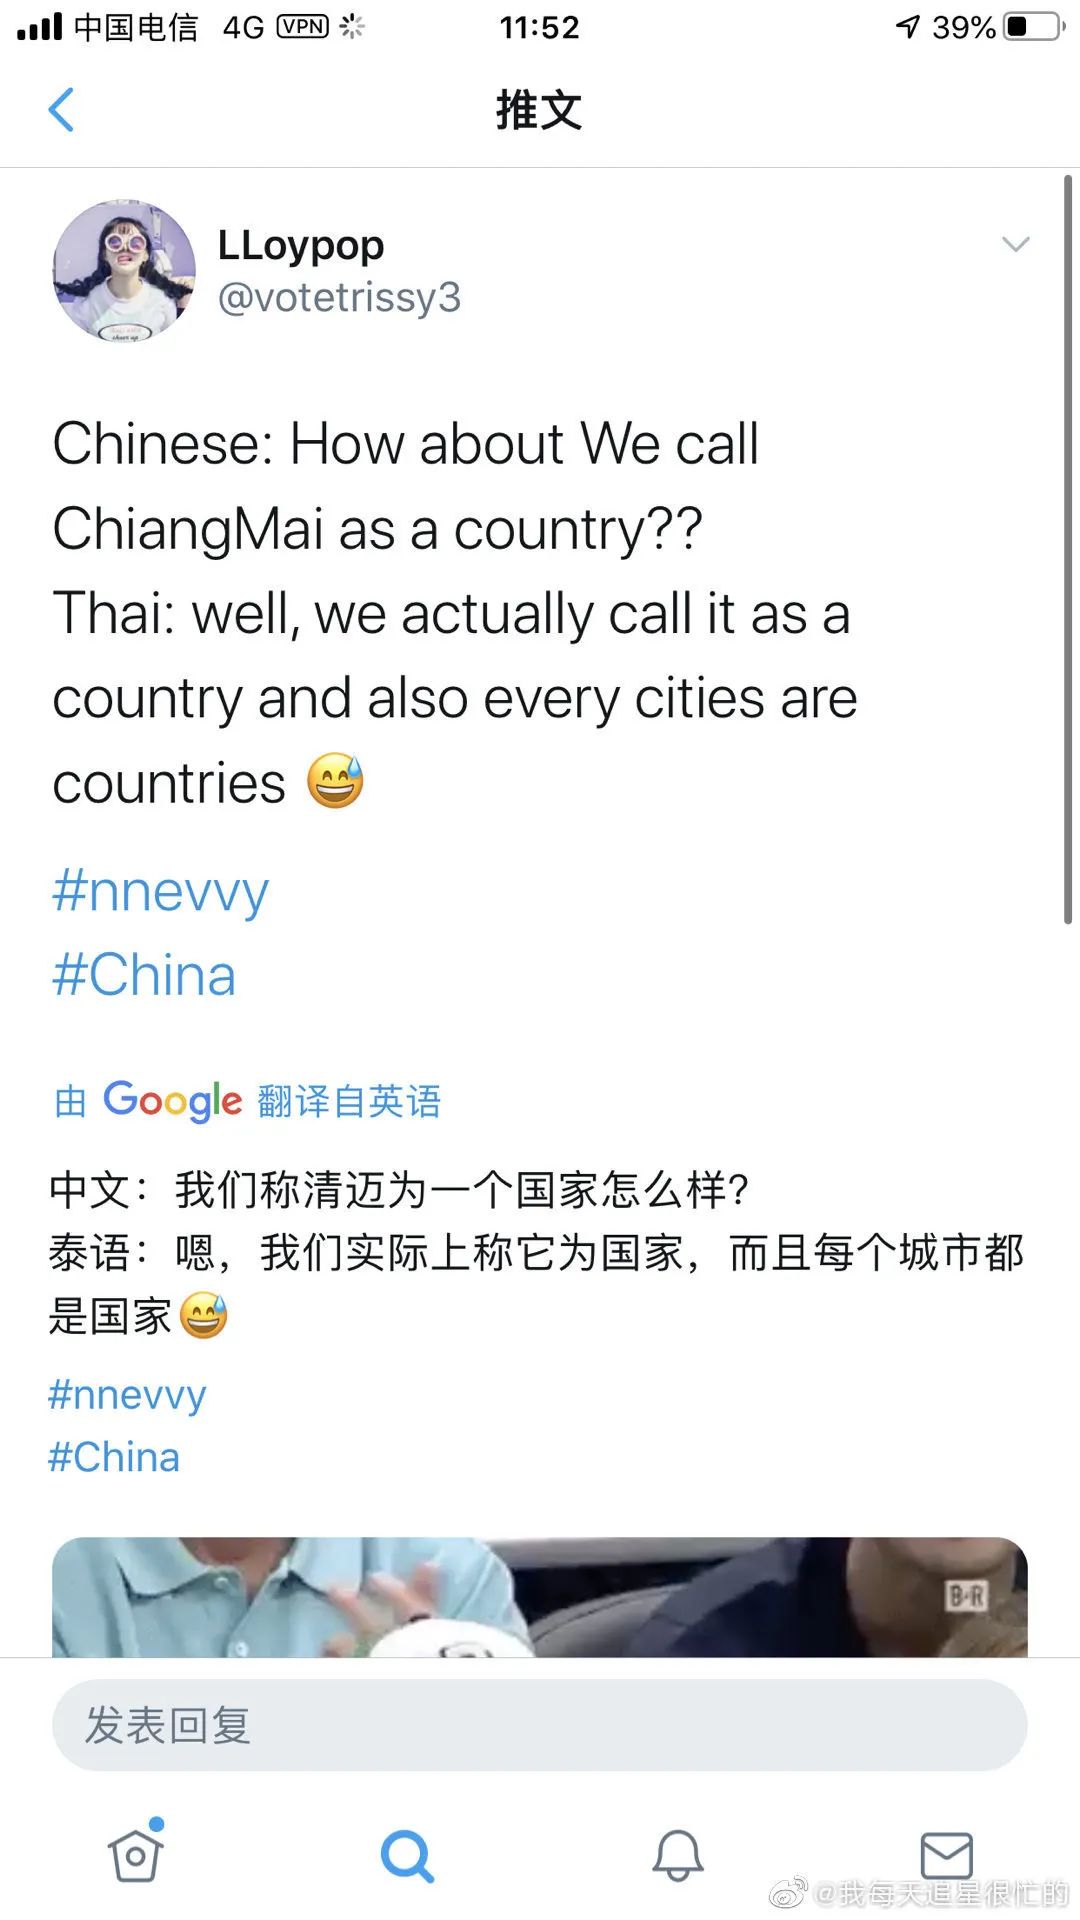 中国电信 4G VPN 11:52 39%
推文
LLoypop
@votetrissy3
Chinese: How about We call
ChiangMai as a country??
Thai: well, we actually call it as a
country and also every cities are
countries 😅
#nnevvy
#China
由 Google 翻译自英语
中文：我们称清迈为一个国家怎么样?
泰语：嗯，我们实际上称它为国家，而且每个城市都
是国家😅
#nnevvy
#China
B·R
发表回复
@我每天追星很忙的